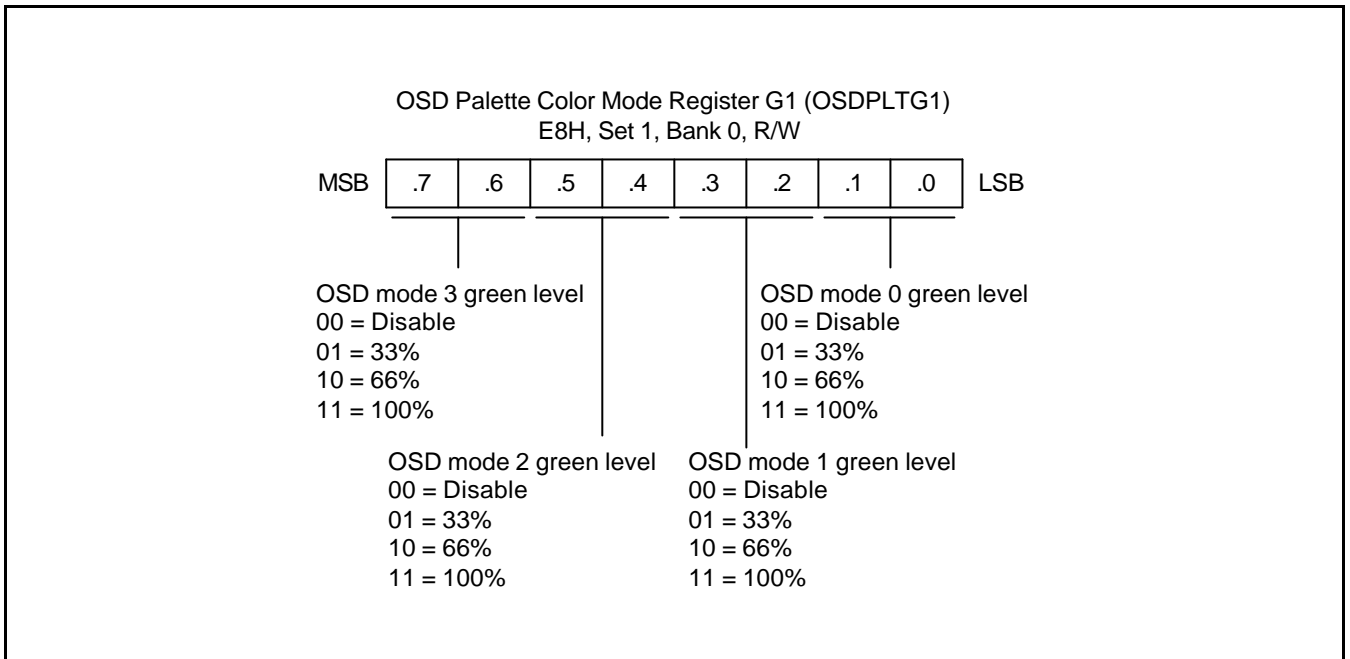 OSD Palette Color Mode Register G1 (OSDPLTG1)
E8H, Set 1, Bank 0, R/W
MSB .7 .6 .5 .4 .3 .2 .1 .0 LSB
OSD mode 3 green level
00 = Disable
01 = 33%
10 = 66%
11 = 100%
OSD mode 0 green level
00 = Disable
01 = 33%
10 = 66%
11 = 100%
OSD mode 2 green level
00 = Disable
01 = 33%
10 = 66%
11 = 100%
OSD mode 1 green level
00 = Disable
01 = 33%
10 = 66%
11 = 100%